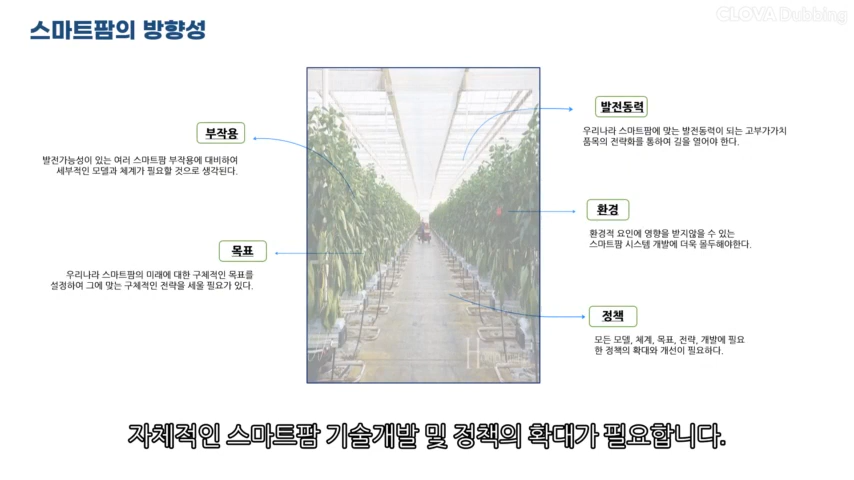 스마트팜의 방향성
CLOVA Dubbing
부작용
발전가능성이 있는 여러 스마트팜 부작용에 대비하여
세부적인 모델과 체계가 필요할 것으로 생각된다.
목표
우리나라 스마트팜의 미래에 대한 구체적인 목표를
설정하여 그에 맞는 구체적인 전략을 세울 필요가 있다.
발전동력
우리나라 스마트팜에 맞는 발전동력이 되는 고부가가치
품목의 전략화를 통하여 길을 열어야 한다.
환경
환경적 요인에 영향을 받지않을 수 있는
스마트팜 시스템 개발에 더욱 몰두해야한다.
정책
모든 모델, 체계, 목표, 전략, 개발에 필요
한 정책의 확대와 개선이 필요하다.
H
자체적인 스마트팜 기술개발 및 정책의 확대가 필요합니다.